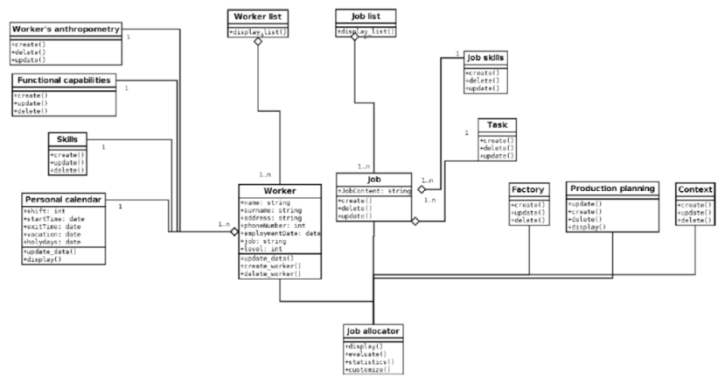 Worker list
+display_list()
Job list
+display_list()
Worker's anthropometry
+create()
+delete()
+update()
1
Functional capabilities
+create()
+update()
+delete()
1
Skills
+create()
+update()
+delete()
1
Personal calendar
+shift: int
+startTime: date
+exitTime: date
+vacation: date
+holydays: date
+update_data()
+display()
1
1..n
1..n
Worker
+name: string
+surname: string
+address: string
+phoneNumber: int
+employmentDate: date
+job: string
+level: int
+update_data()
+create_worker()
+delete_worker()
1..n
Job
+JobContent: string
+create()
+delete()
+update()
1..n
1..n
1
Job skills
+create()
+delete()
+update()
1
Task
+create()
+delete()
+update()
Factory
+create()
+update()
+delete()
Production planning
+update()
+create()
+delete()
+display()
Context
+create()
+update()
+delete()
Job allocator
+display()
+evaluate()
+statistics()
+customize()